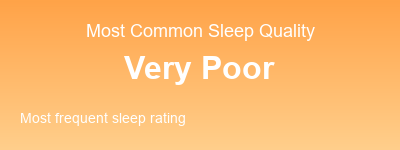 Most Common Sleep Quality
Very Poor
Most frequent sleep rating